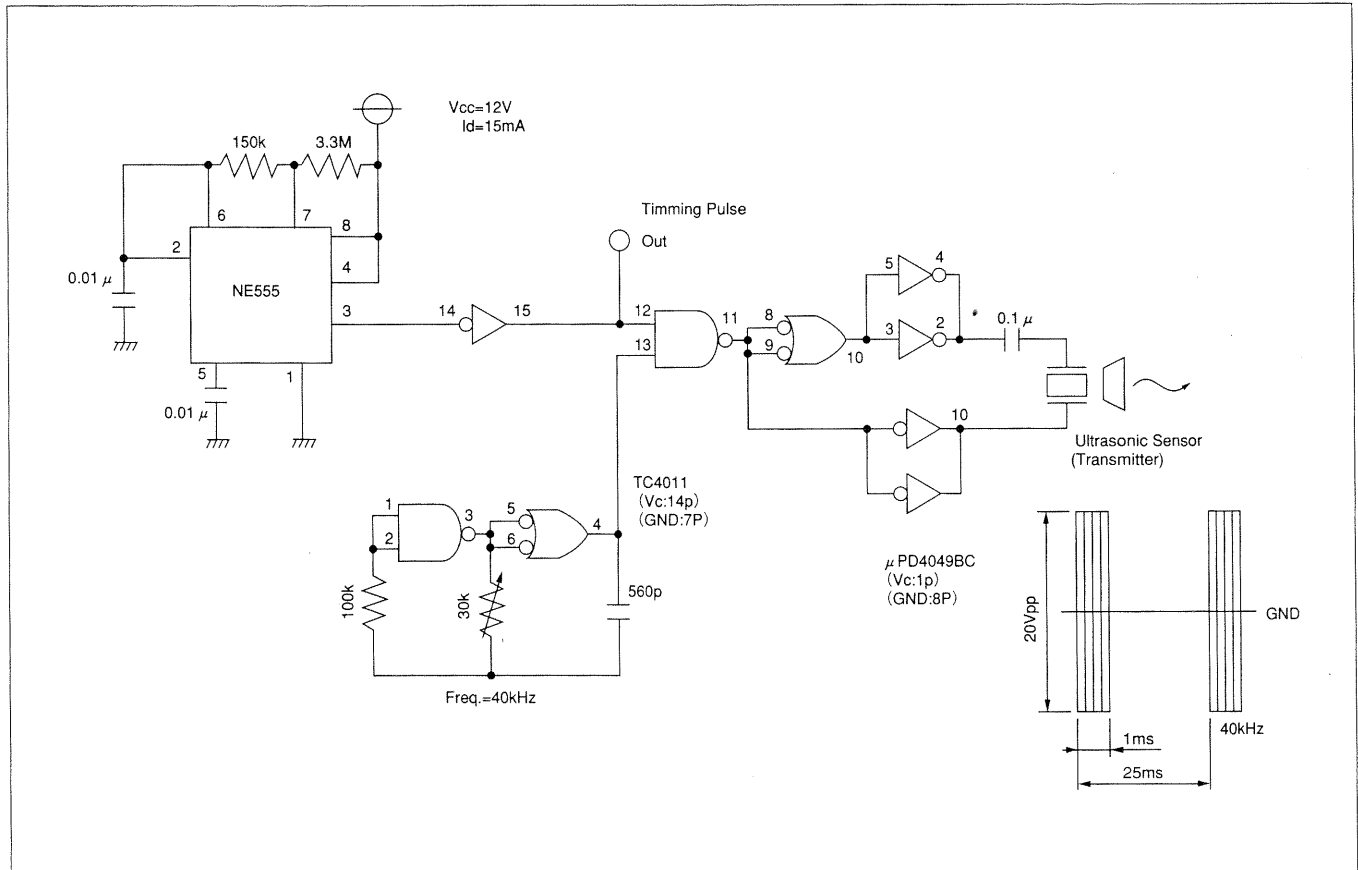 Vcc=12V
Id=15mA
150k
3.3M
6
7
8
2
4
0.01 μ
NE555
3
5
1
0.01 μ
14
15
Timming Pulse
Out
12
13
11
8
9
10
5
4
3
2
0.1 μ
10
Ultrasonic Sensor
(Transmitter)
TC4011
(Vc:14p)
(GND:7P)
1
2
3
5
6
4
100k
30k
560p
Freq.=40kHz
μPD4049BC
(Vc:1p)
(GND:8P)
20Vpp
GND
40kHz
1ms
25ms